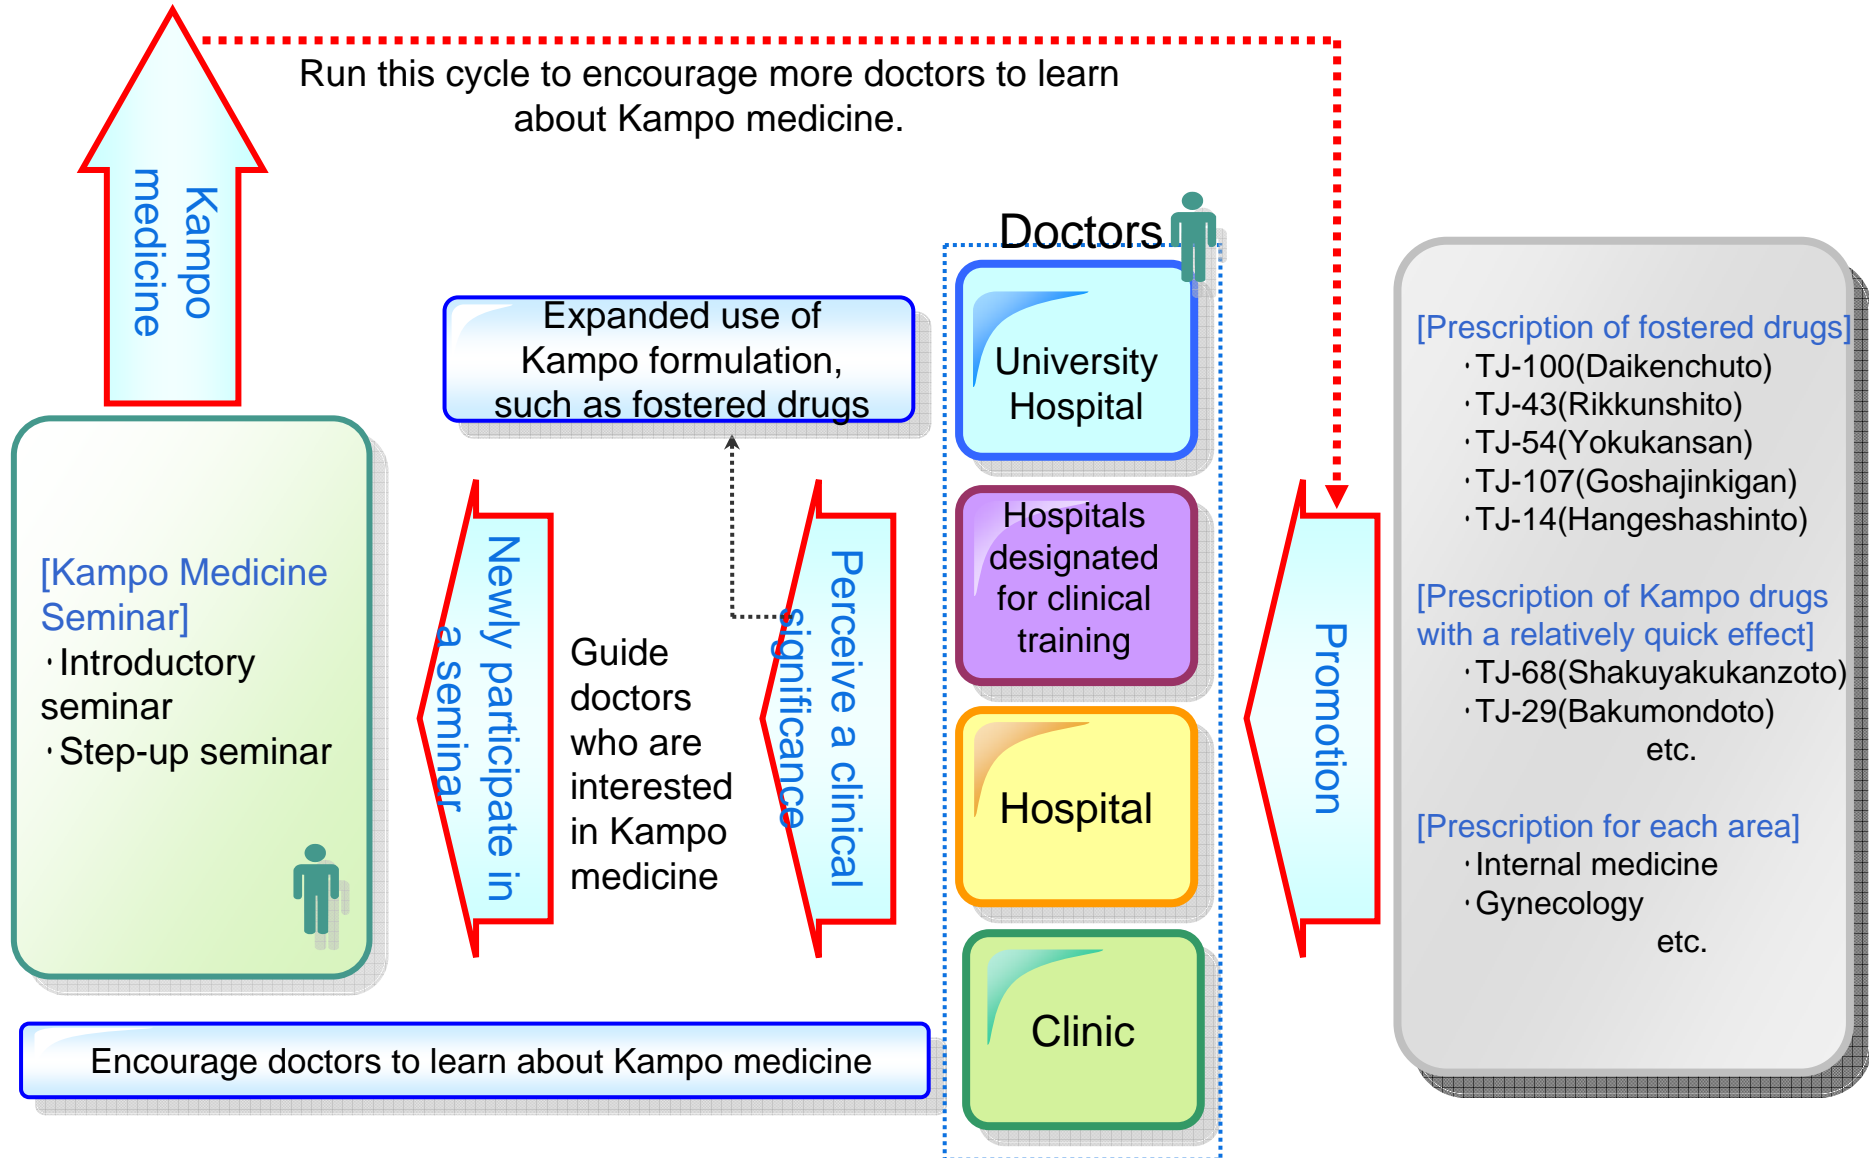 Run this cycle to encourage more doctors to learn
about Kampo medicine.
Kampo
medicine
Doctors
Expanded use of
Kampo formulation,
such as fostered drugs
University
Hospital
Hospitals
designated
for clinical
training
Hospital
Clinic
[Kampo Medicine
Seminar]
・Introductory
seminar
・Step-up seminar
Newly participate in
a seminar
Guide
doctors
who are
interested
in Kampo
medicine
Perceive a clinical
significance
Promotion
[Prescription of fostered drugs]
・TJ-100(Daikenchuto)
・TJ-43(Rikkunshito)
・TJ-54(Yokukansan)
・TJ-107(Goshajinkigan)
・TJ-14(Hangeshashinto)
[Prescription of Kampo drugs
with a relatively quick effect]
・TJ-68(Shakuyakukanzoto)
・TJ-29(Bakumondoto)
etc.
[Prescription for each area]
・Internal medicine
・Gynecology
etc.
Encourage doctors to learn about Kampo medicine